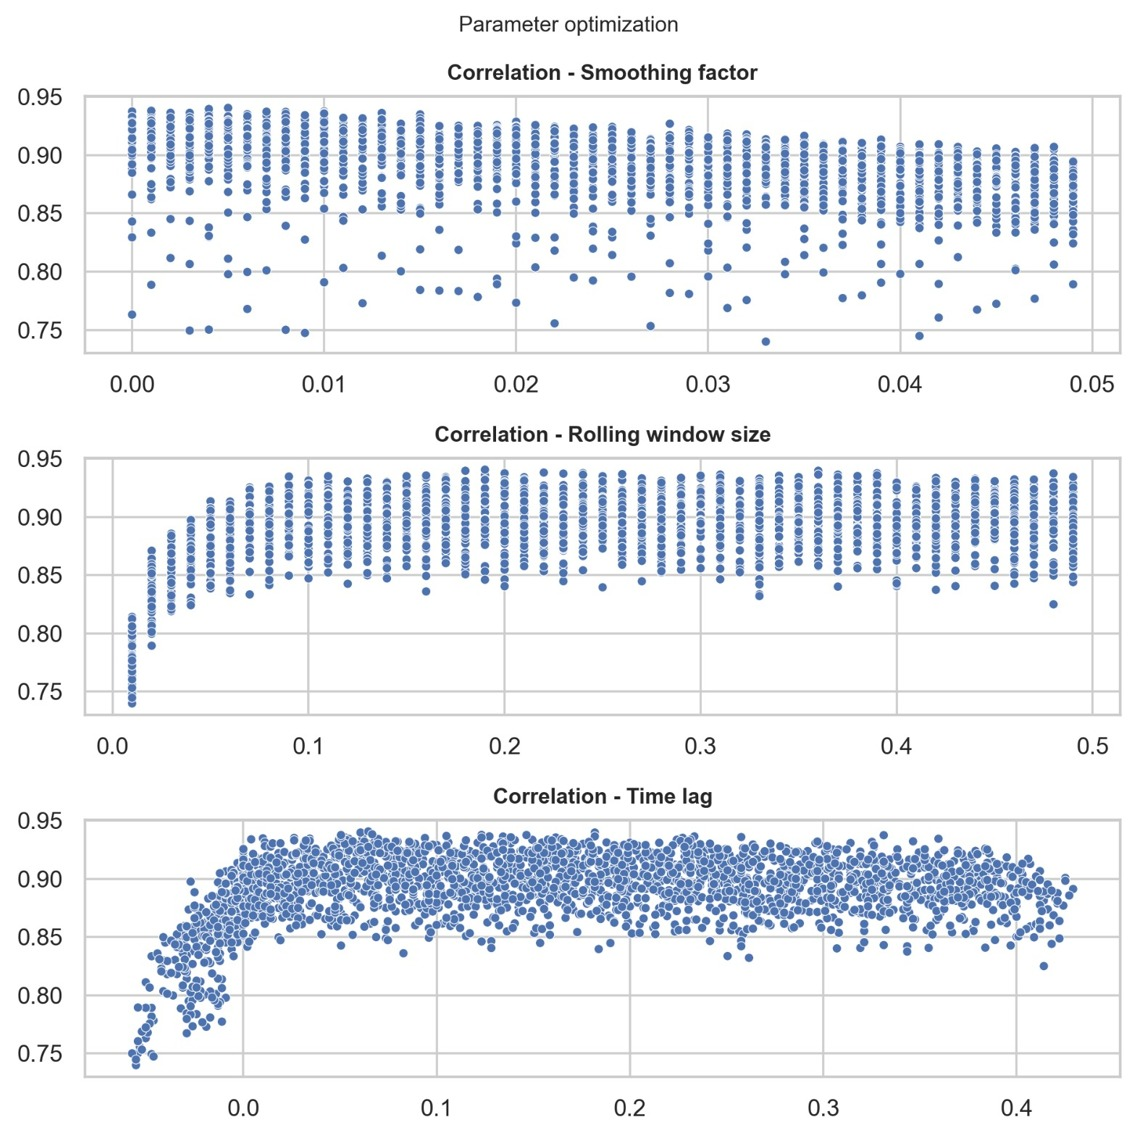 Parameter optimization
Correlation - Smoothing factor
0.95
0.90
0.85
0.80
0.75
0.00 0.01 0.02 0.03 0.04 0.05
Correlation - Rolling window size
0.95
0.90
0.85
0.80
0.75
0.0 0.1 0.2 0.3 0.4 0.5
Correlation - Time lag
0.95
0.90
0.85
0.80
0.75
0.0 0.1 0.2 0.3 0.4